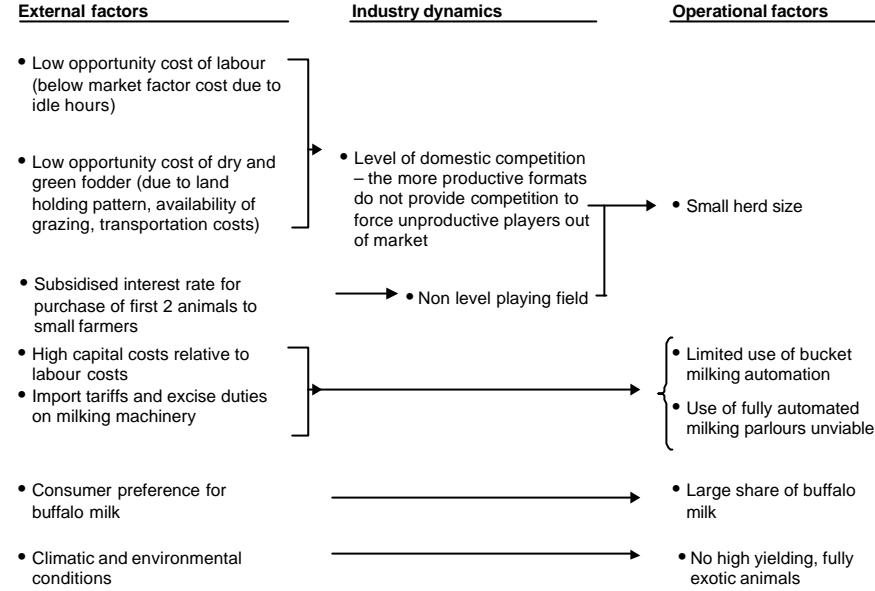 External factors
Industry dynamics
Operational factors
• Low opportunity cost of labour
(below market factor cost due to
idle hours)
• Low opportunity cost of dry and
green fodder (due to land
holding pattern, availability of
grazing, transportation costs)
• Level of domestic competition
– the more productive formats
do not provide competition to
force unproductive players out
of market
• Small herd size
• Subsidised interest rate for
purchase of first 2 animals to
small farmers
• Non level playing field
• High capital costs relative to
labour costs
• Import tariffs and excise duties
on milking machinery
• Limited use of bucket
milking automation
• Use of fully automated
milking parlours unviable
• Consumer preference for
buffalo milk
• Large share of buffalo
milk
• Climatic and environmental
conditions
• No high yielding, fully
exotic animals